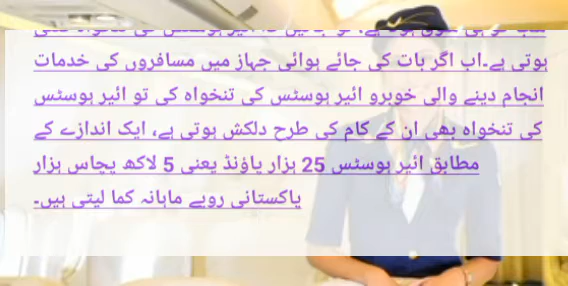 ہوتی ہے۔اب اگر بات کی جائے ہوائی جہاز میں مسافروں کی خدمات
انجام دینے والی خوبرو ائیر ہوسٹس کی تنخواہ کی تو ائیر ہوسٹس
کی تنخواہ بھی ان کے کام کی طرح دلکش ہوتی ہے، ایک اندازے کے
مطابق ائیر ہوسٹس 25 ہزار پاؤنڈ یعنی 5 لاکھ پچاس ہزار
پاکستانی روپے ماہانہ کما لیتی ہیں۔